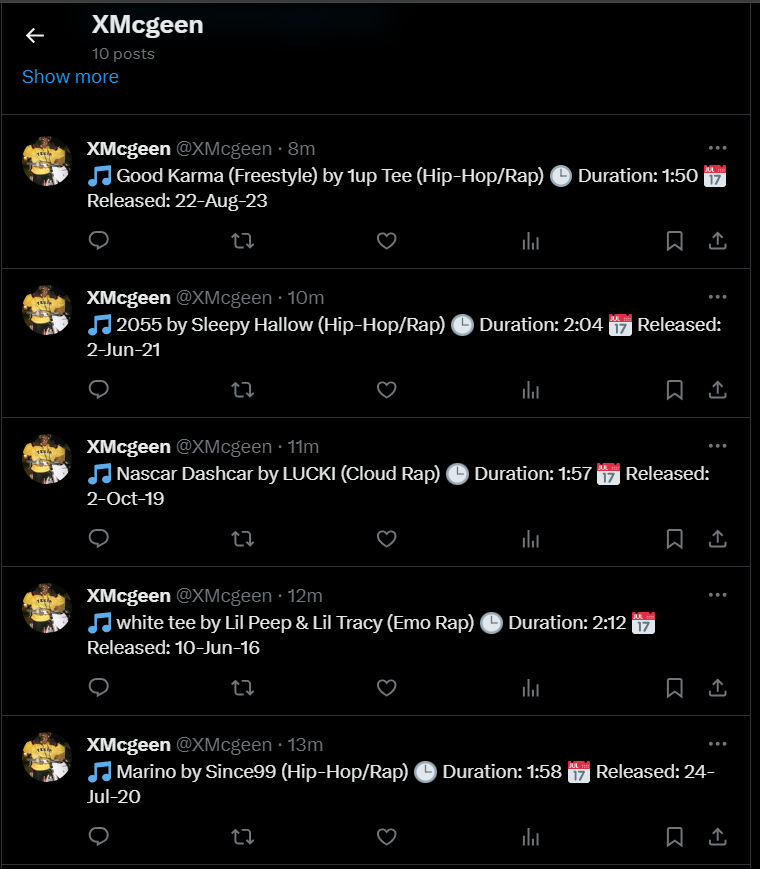 XMcgeen
10 posts
Show more
XMcgeen @XMcgeen · 8m
🎵 Good Karma (Freestyle) by 1up Tee (Hip-Hop/Rap) 🕒 Duration: 1:50 📅
Released: 22-Aug-23
XMcgeen @XMcgeen · 10m
🎵 2055 by Sleepy Hallow (Hip-Hop/Rap) 🕒 Duration: 2:04 📅 Released:
2-Jun-21
XMcgeen @XMcgeen · 11m
🎵 Nascar Dashcar by LUCKI (Cloud Rap) 🕒 Duration: 1:57 📅 Released:
2-Oct-19
XMcgeen @XMcgeen · 12m
🎵 white tee by Lil Peep & Lil Tracy (Emo Rap) 🕒 Duration: 2:12 📅
Released: 10-Jun-16
XMcgeen @XMcgeen · 13m
🎵 Marino by Since99 (Hip-Hop/Rap) 🕒 Duration: 1:58 📅 Released: 24-
Jul-20